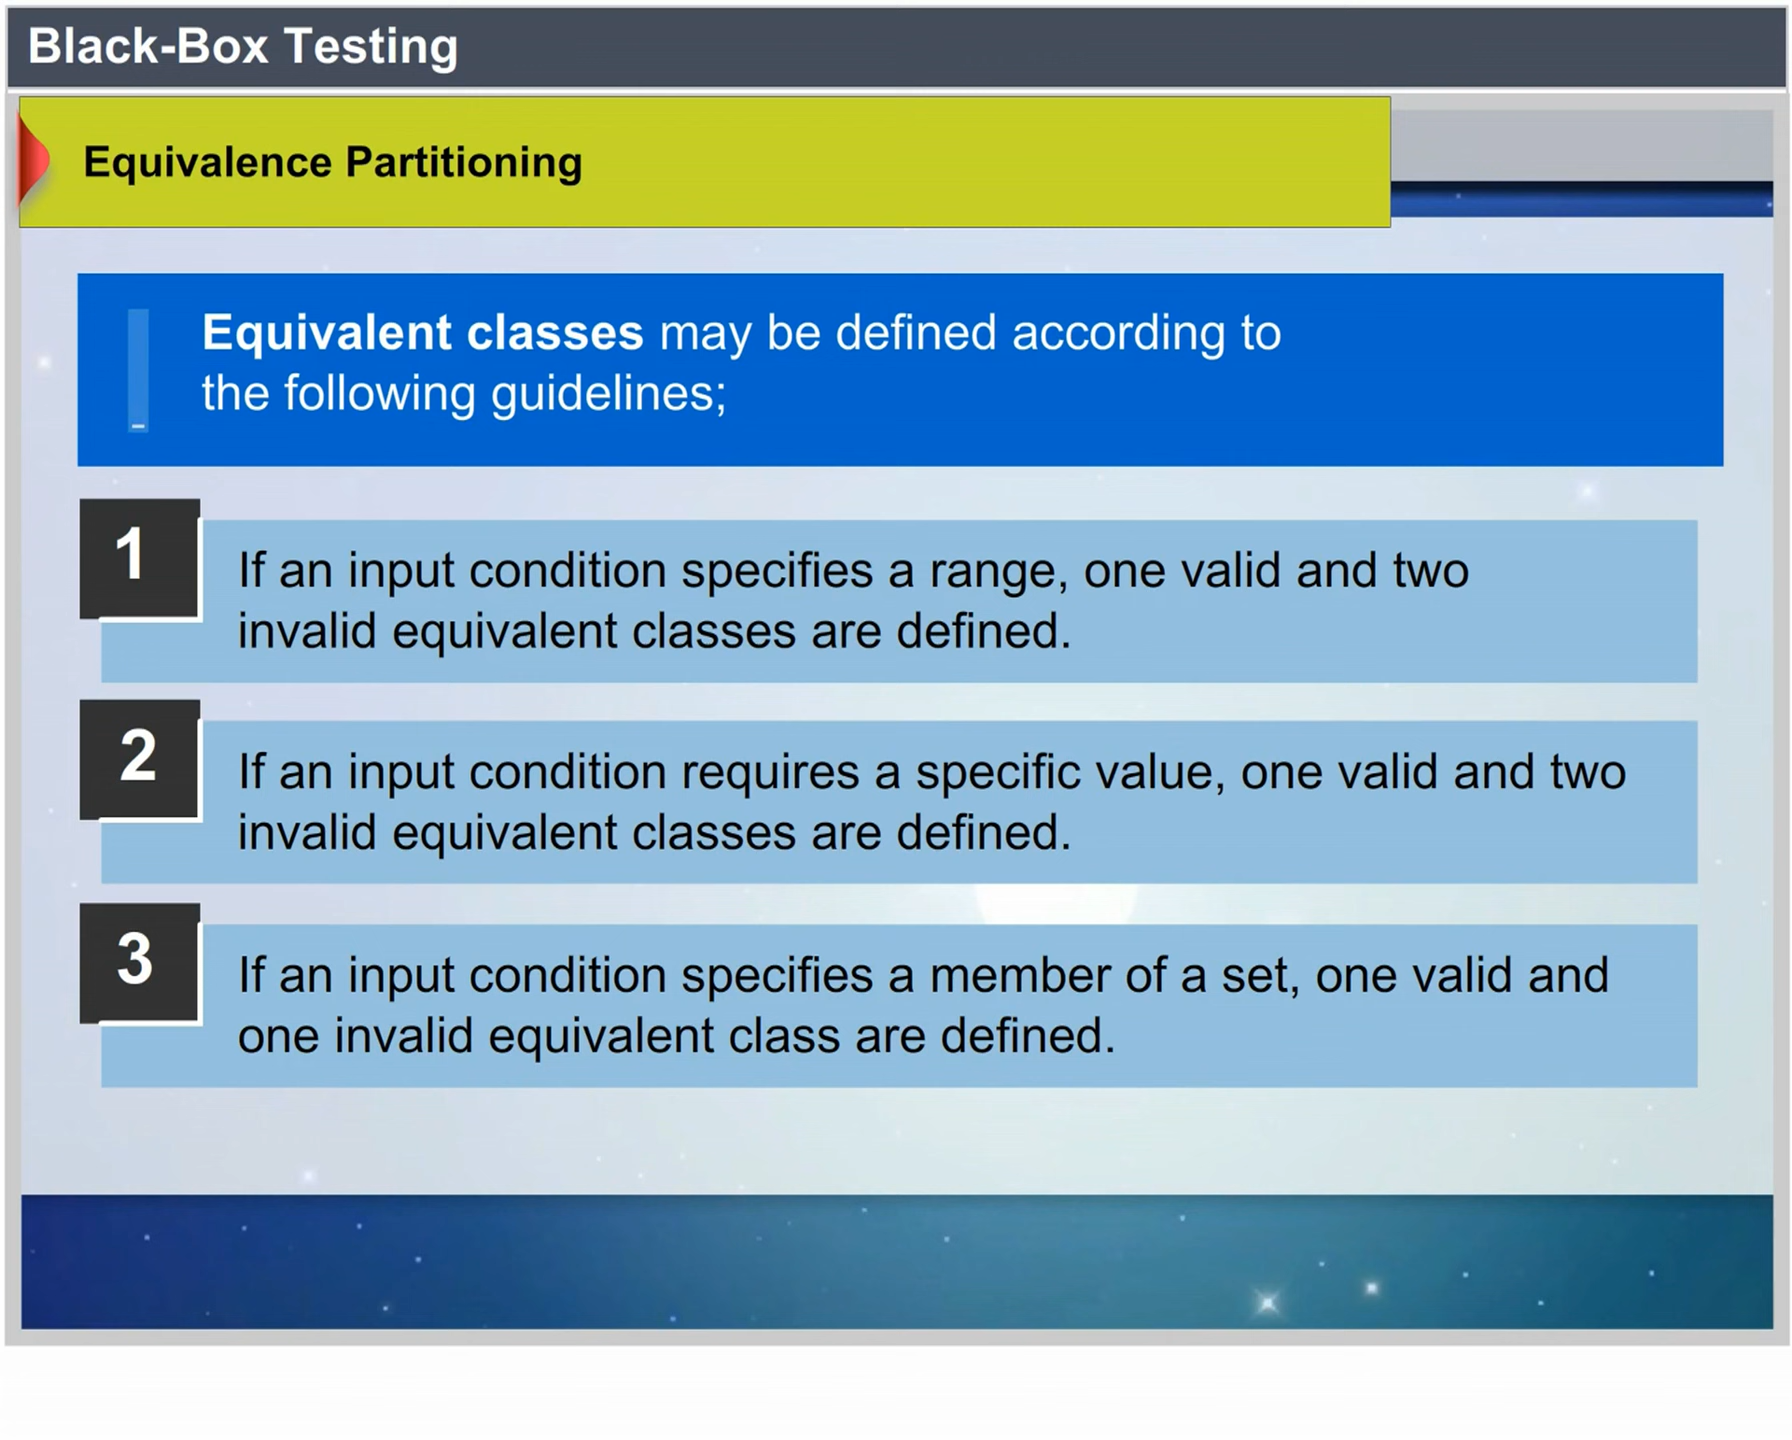 Black-Box Testing
Equivalence Partitioning
Equivalent classes may be defined according to
the following guidelines;
1
If an input condition specifies a range, one valid and two
invalid equivalent classes are defined.
2
If an input condition requires a specific value, one valid and two
invalid equivalent classes are defined.
3
If an input condition specifies a member of a set, one valid and
one invalid equivalent class are defined.